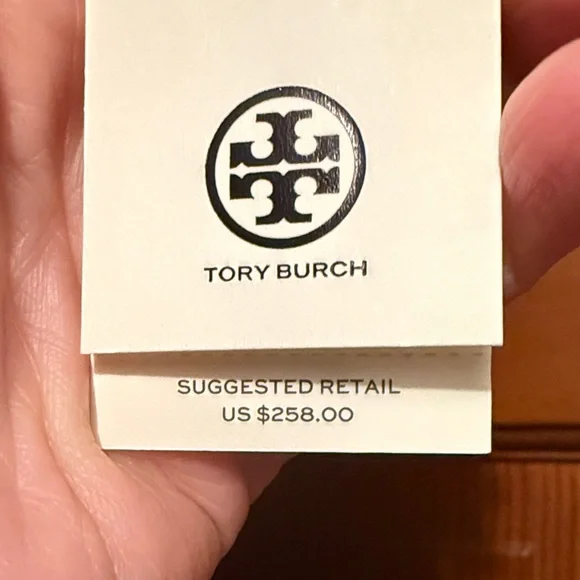 TORY BURCH
SUGGESTED RETAIL
US $258.00